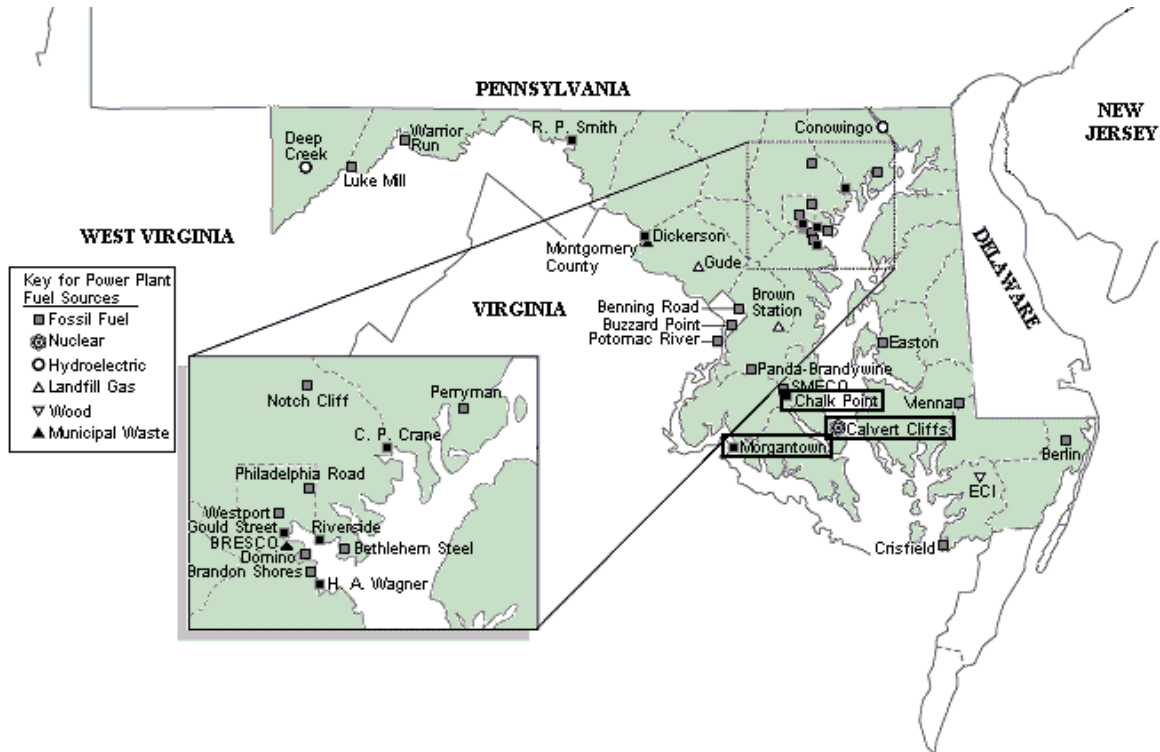 PENNSYLVANIA
NEW
JERSEY
Deep
Creek
Warrior
Run
R. P. Smith
Conowingo
Luke Mill
WEST VIRGINIA
Montgomery
County
Dickerson
Gude
DELAWARE
Key for Power Plant
Fuel Sources
Fossil Fuel
Nuclear
Hydroelectric
Landfill Gas
Wood
Municipal Waste
VIRGINIA
Benning Road
Buzzard Point
Potomac River
Brown
Station
Easton
Panda-Brandywine
SMECO
Chalk Point
Vienna
Calvert Cliffs
Morgantown
Berlin
ECI
Crisfield
Notch Cliff
Perryman
C. P. Crane
Philadelphia Road
Westport
Gould Street
Riverside
BRESCO
Bethlehem Steel
Domino
Brandon Shores
H. A. Wagner